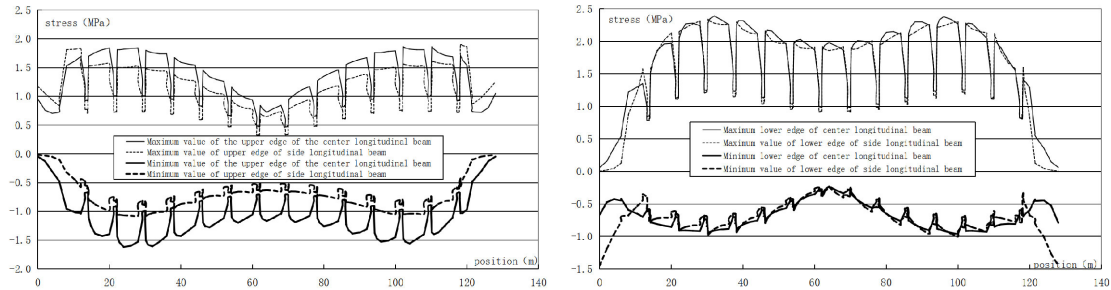 stress (MPa)
2.5
2.0
1.5
1.0
0.5
0.0
-0.5
-1.0
-1.5
-2.0
Maximum value of the upper edge of the center longitudinal beam
Maximum value of upper edge of side longitudinal beam
Minimum value of the upper edge of the center longitudinal beam
Minimum value of upper edge of side longitudinal beam
position (m)
0 20 40 60 80 100 120 140
stress (MPa)
2.5
2.0
1.5
1.0
0.5
0.0
-0.5
-1.0
-1.5
Maximum lower edge of center longitudinal beam
Maximum value of lower edge of side longitudinal beam
Minimum lower edge of center longitudinal beam
Minimum value of lower edge of side longitudinal beam
position (m)
0 20 40 60 80 100 120 140